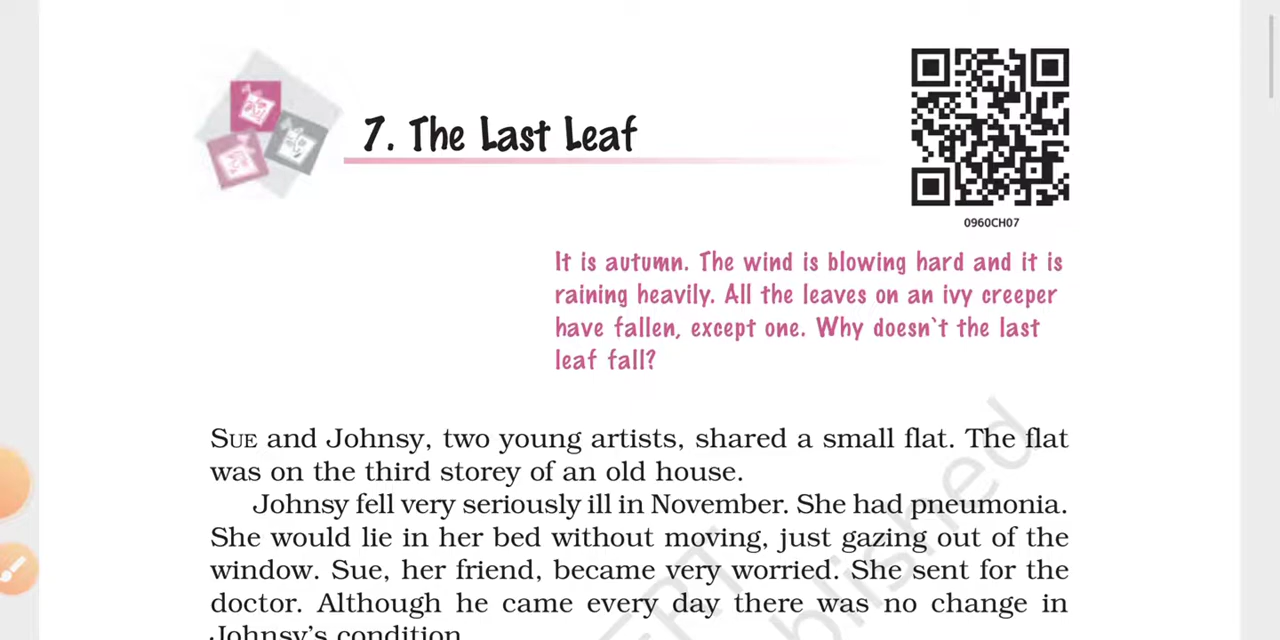 7. The Last Leaf
0960CH07
It is autumn. The wind is blowing hard and it is
raining heavily. All the leaves on an ivy creeper
have fallen, except one. Why doesn`t the last
leaf fall?
SUE and Johnsy, two young artists, shared a small flat. The flat
was on the third storey of an old house.
Johnsy fell very seriously ill in November. She had pneumonia.
She would lie in her bed without moving, just gazing out of the
window. Sue, her friend, became very worried. She sent for the
doctor. Although he came every day there was no change in
Johnsy's condition.